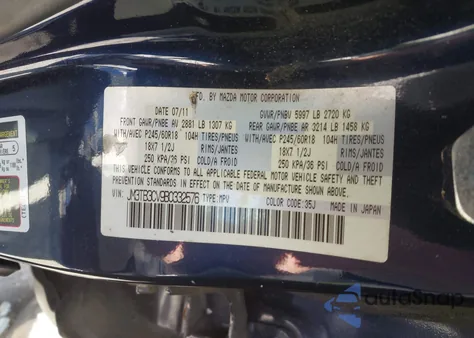 MFD. BY MAZDA MOTOR CORPORATION
DATE 07/11 GVWR/PNBV 5997 LB 2720 KG
FRONT GAWR/PNBE AV 2881 LB 1307 KG REAR GAWR/PNBE AR 3214 LB 1458 KG
WITH/AVEC P245/60R18 104H TIRES/PNEUS WITH/AVEC P245/60R18 104H TIRES/PNEUS
18X7 1/2J RIMS/JANTES 18X7 1/2J RIMS/JANTES
250 KPA/36 PSI COLD/A FROID 250 KPA/36 PSI COLD/A FROID
THIS VEHICLE CONFORMS TO ALL APPLICABLE FEDERAL MOTOR VEHICLE SAFETY AND THEFT
PREVENTION STANDARDS IN EFFECT ON THE DATE OF MANUFACTURE SHOWN ABOVE.
VIN: TYPE:MPV COLOR CODE:35J MADE IN JAPAN
autoSnap